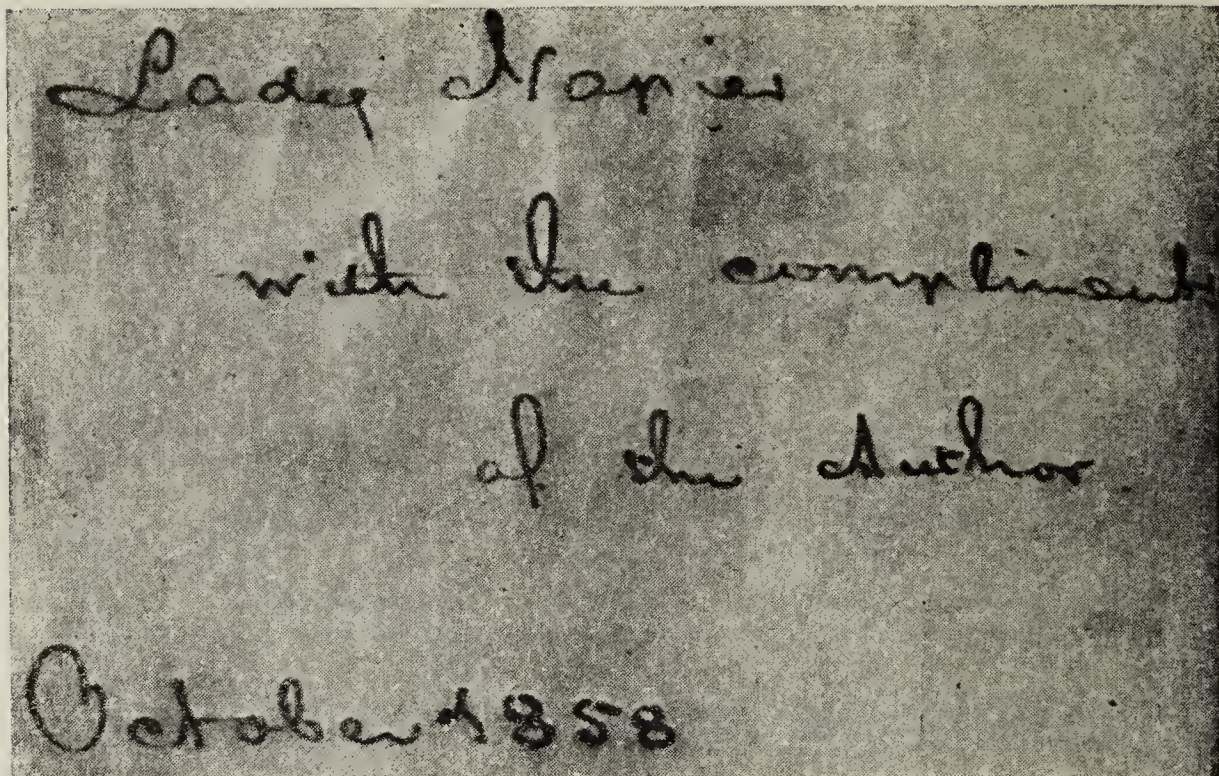 Lady Napier
with the compliments
of the Author
October 1858